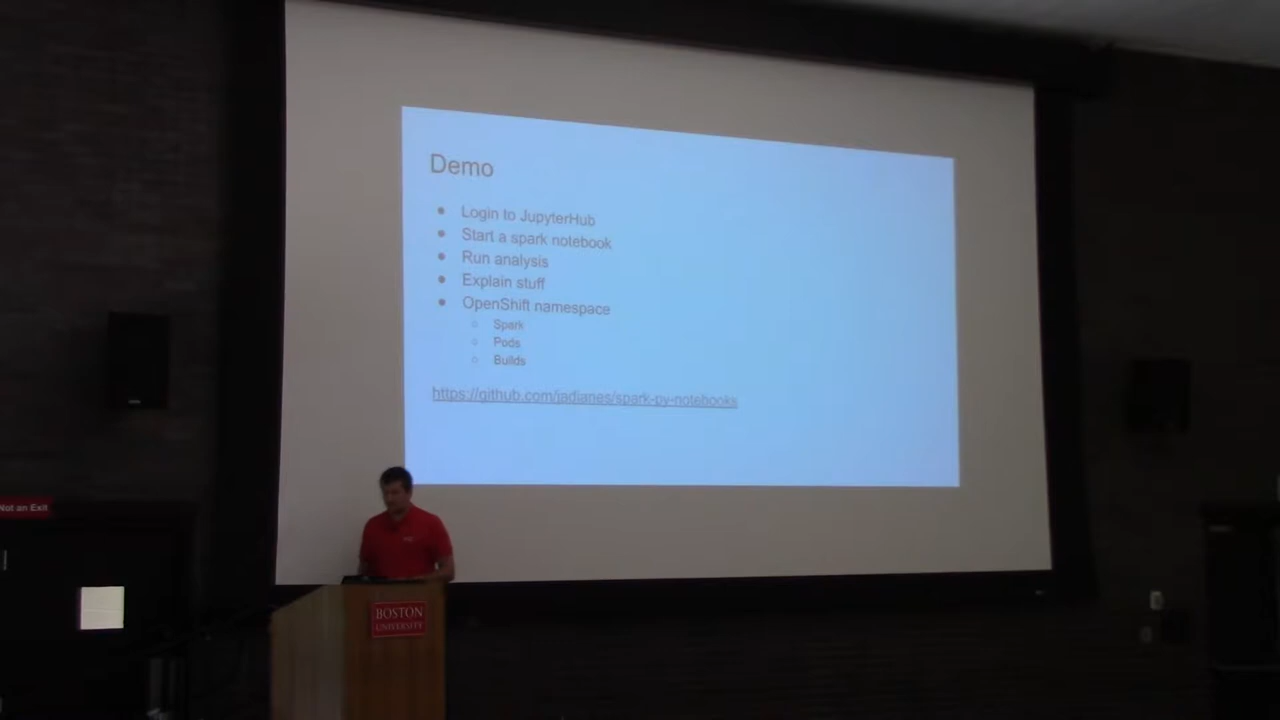 Demo
Login to JupyterHub
Start a spark notebook
Run analysis
Explain stuff
OpenShift namespace
Spark
Pods
Builds
https://github.com/jadianes/spark-py-notebooks
Not an Exit
BOSTON
UNIVERSITY